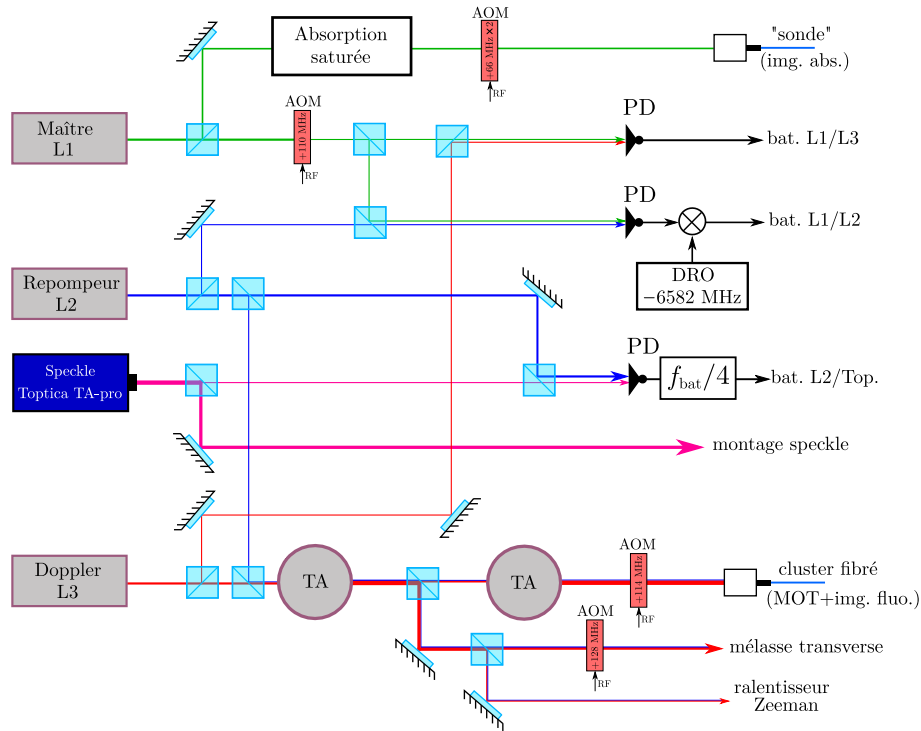 AOM
+66 MHz×2
RF
Absorption
saturée
"sonde"
(img. abs.)
Maître
L1
AOM
+110 MHz
RF
PD
bat. L1/L3
PD
bat. L1/L2
DRO
−6582 MHz
Repompeur
L2
Speckle
Toptica TA-pro
PD
f_bat/4
bat. L2/Top.
montage speckle
Doppler
L3
TA
TA
AOM
+114 MHz
RF
cluster fibré
(MOT+img. fluo.)
AOM
+128 MHz
RF
mélasse transverse
ralentisseur
Zeeman